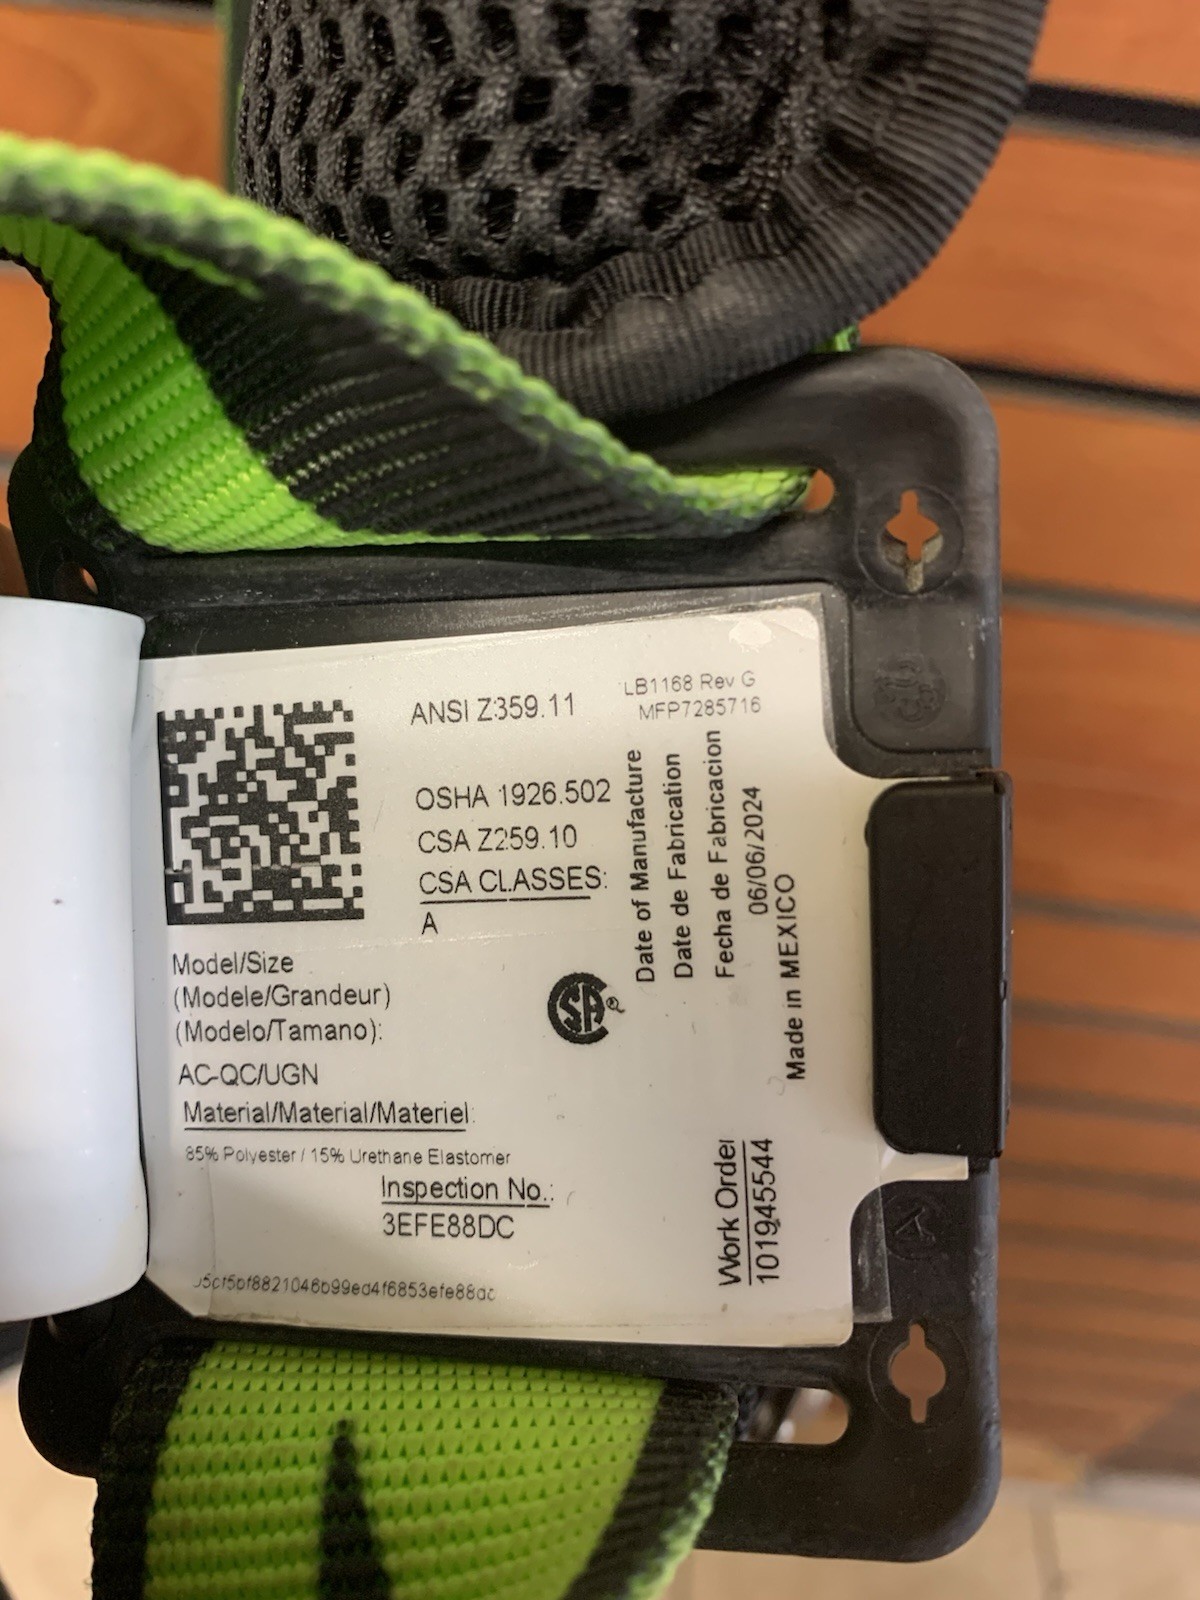 ANSI Z359.11
OSHA 1926.502
CSA Z259.10
CSA CLASSES:
A
LB1168 Rev G
MFP7285716
Date of Manufacture
Date de Fabrication
Fecha de Fabricacion
06/06/2024
Made in MEXICO
Model/Size
(Modele/Grandeur)
(Modelo/Tamano):
AC-QC/UGN
Material/Material/Materiel:
85% Polyester / 15% Urethane Elastomer
Inspection No.:
3EFE88DC
CSA ®
Work Order
101945544